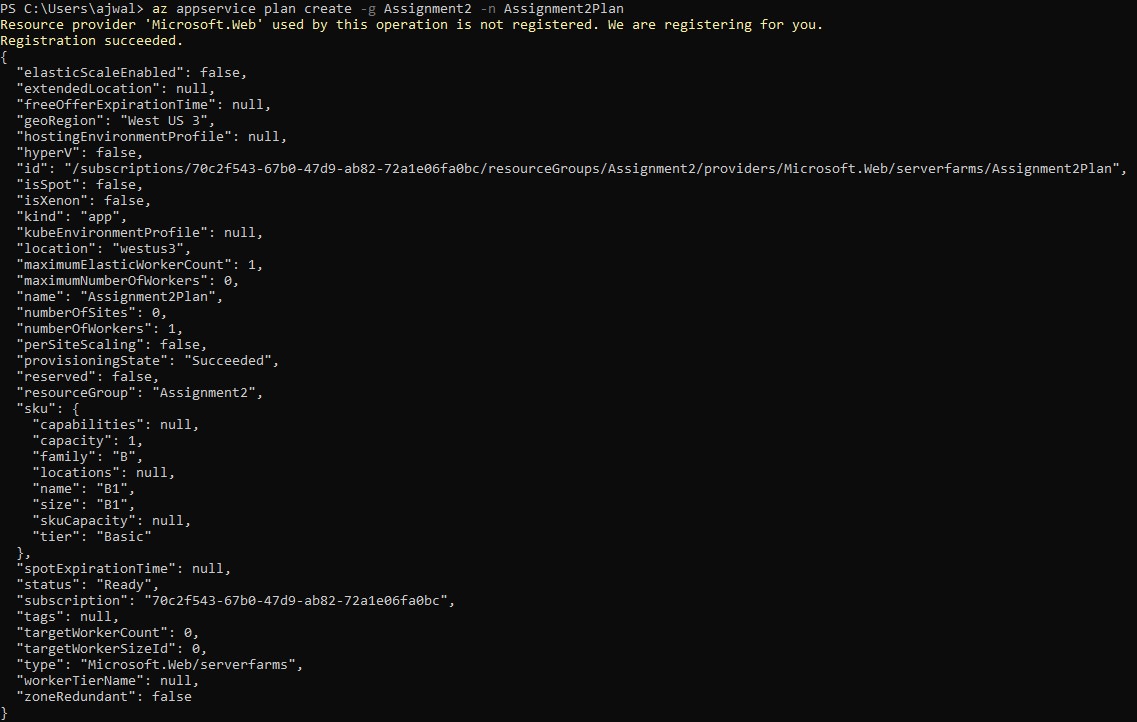 PS C:\Users\ajwal> az appservice plan create -g Assignment2 -n Assignment2Plan
Resource provider 'Microsoft.Web' used by this operation is not registered. We are registering for you.
Registration succeeded.
{
  "elasticScaleEnabled": false,
  "extendedLocation": null,
  "freeOfferExpirationTime": null,
  "geoRegion": "West US 3",
  "hostingEnvironmentProfile": null,
  "hyperV": false,
  "id": "/subscriptions/70c2f543-67b0-47d9-ab82-72a1e06fa0bc/resourceGroups/Assignment2/providers/Microsoft.Web/serverfarms/Assignment2Plan",
  "isSpot": false,
  "isXenon": false,
  "kind": "app",
  "kubeEnvironmentProfile": null,
  "location": "westus3",
  "maximumElasticWorkerCount": 1,
  "maximumNumberOfWorkers": 0,
  "name": "Assignment2Plan",
  "numberOfSites": 0,
  "numberOfWorkers": 1,
  "perSiteScaling": false,
  "provisioningState": "Succeeded",
  "reserved": false,
  "resourceGroup": "Assignment2",
  "sku": {
    "capabilities": null,
    "capacity": 1,
    "family": "B",
    "locations": null,
    "name": "B1",
    "size": "B1",
    "skuCapacity": null,
    "tier": "Basic"
  },
  "spotExpirationTime": null,
  "status": "Ready",
  "subscription": "70c2f543-67b0-47d9-ab82-72a1e06fa0bc",
  "tags": null,
  "targetWorkerCount": 0,
  "targetWorkerSizeId": 0,
  "type": "Microsoft.Web/serverfarms",
  "workerTierName": null,
  "zoneRedundant": false
}